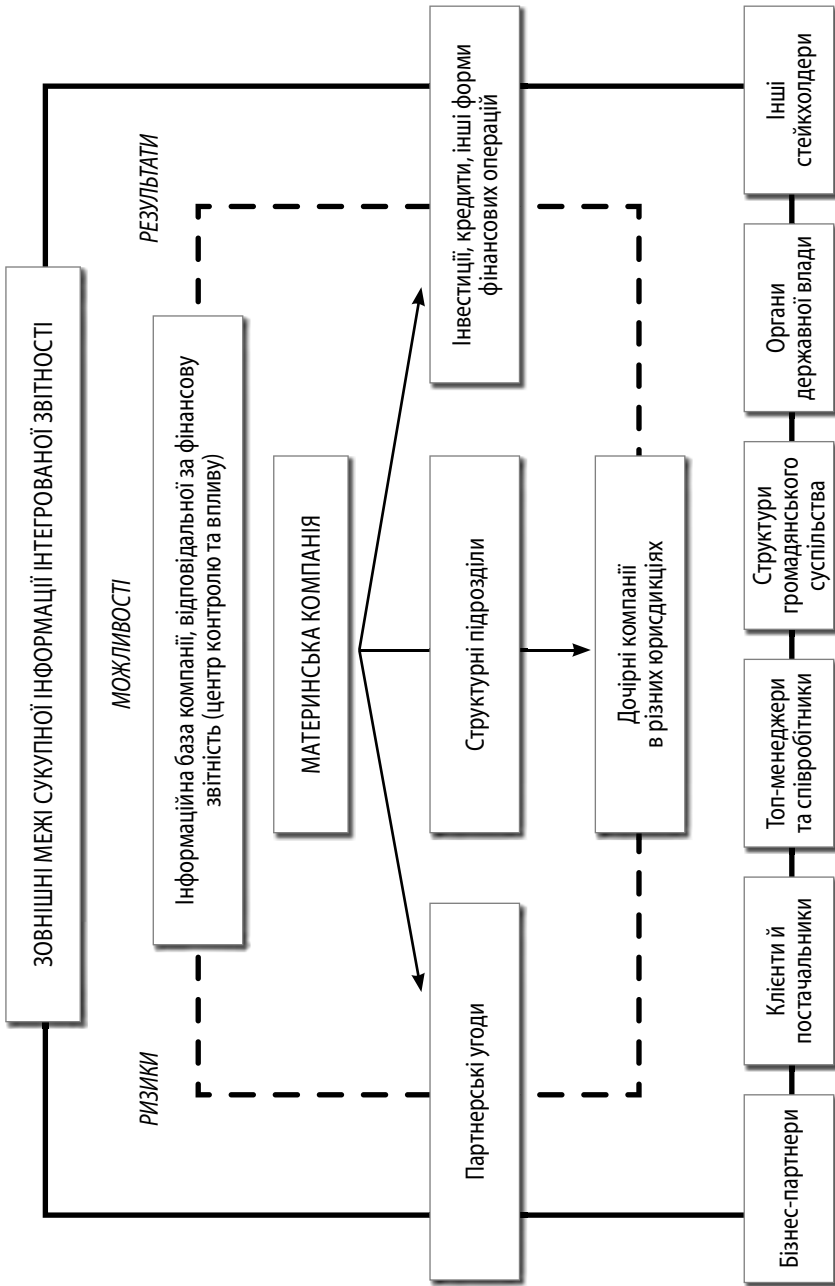 ЗОВНІШНІ МЕЖІ СУКУПНОЇ ІНФОРМАЦІЇ ІНТЕГРОВАНОЇ ЗВІТНОСТІ
РИЗИКИ
МОЖЛИВОСТІ
РЕЗУЛЬТАТИ
Інформаційна база компанії, відповідальної за фінансову
звітність (центр контролю та впливу)
МАТЕРИНСЬКА КОМПАНІЯ
Партнерські угоди
Структурні підрозділи
Інвестиції, кредити, інші форми
фінансових операцій
Дочірні компанії
в різних юрисдикціях
Бізнес-партнери
Клієнти й
постачальники
Топ-менеджери
та співробітники
Структури
громадянського
суспільства
Органи
державної влади
Інші
стейкхолдери